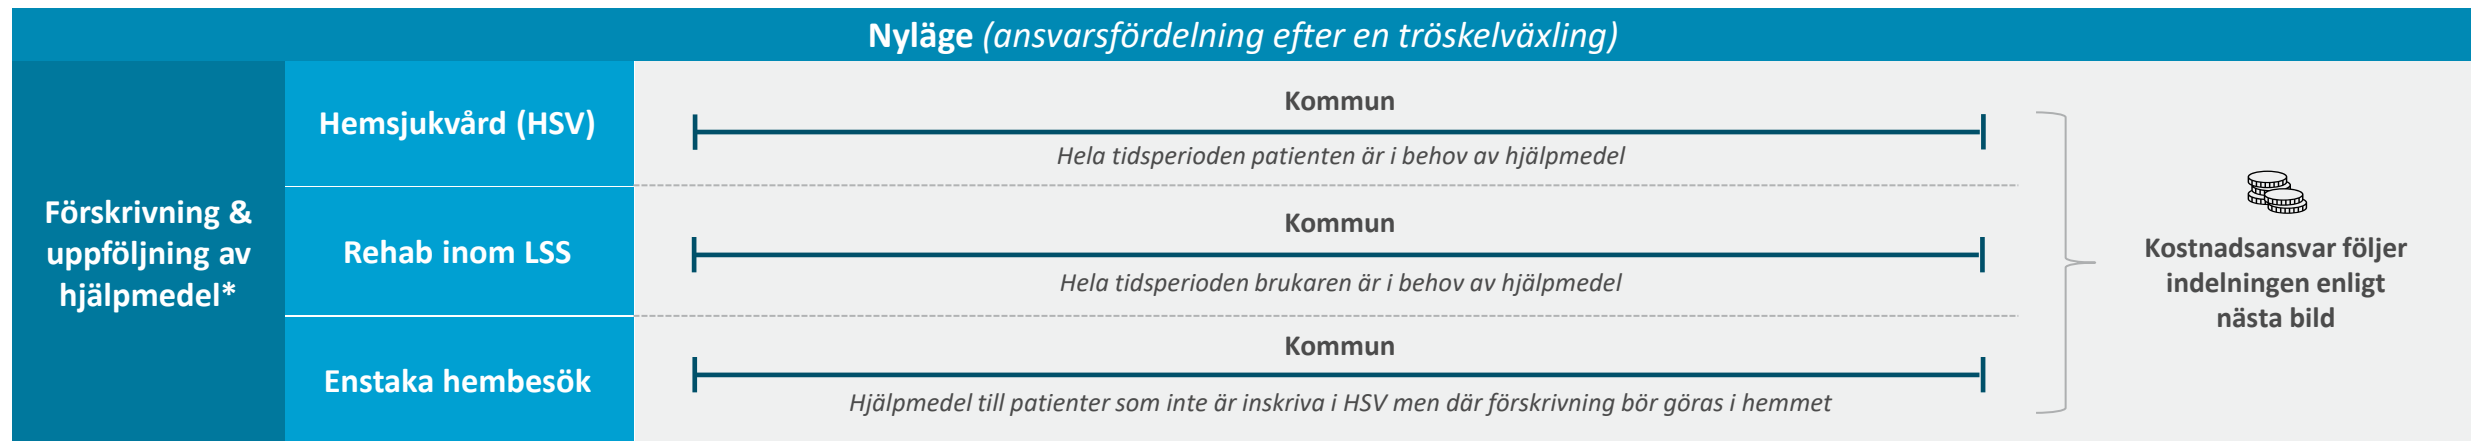 Nyläge (ansvarsfördelning efter en tröskelväxling)
Förskrivning &
uppföljning av
hjälpmedel*
Hemsjukvård (HSV)
Kommun
Hela tidsperioden patienten är i behov av hjälpmedel
Rehab inom LSS
Kommun
Hela tidsperioden brukaren är i behov av hjälpmedel
Enstaka hembesök
Kommun
Hjälpmedel till patienter som inte är inskriva i HSV men där förskrivning bör göras i hemmet
Kostnadsansvar följer
indelningen enligt
nästa bild